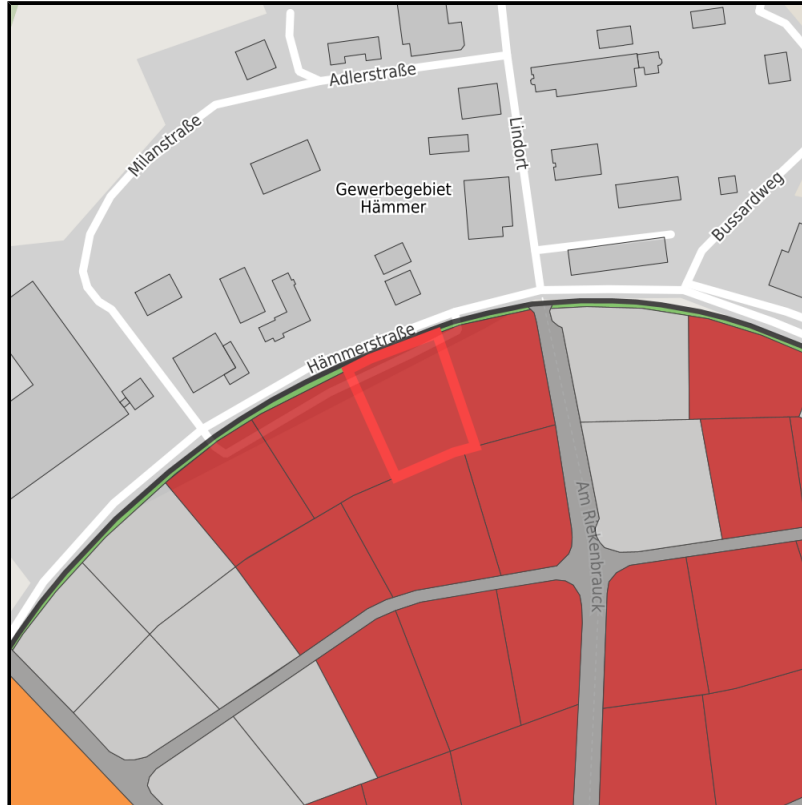 Adlerstraße
Milanstraße
Lindort
Gewerbegebiet
Hämmer
Bussardweg
Hämmerstraße
Am Riekenbrauck